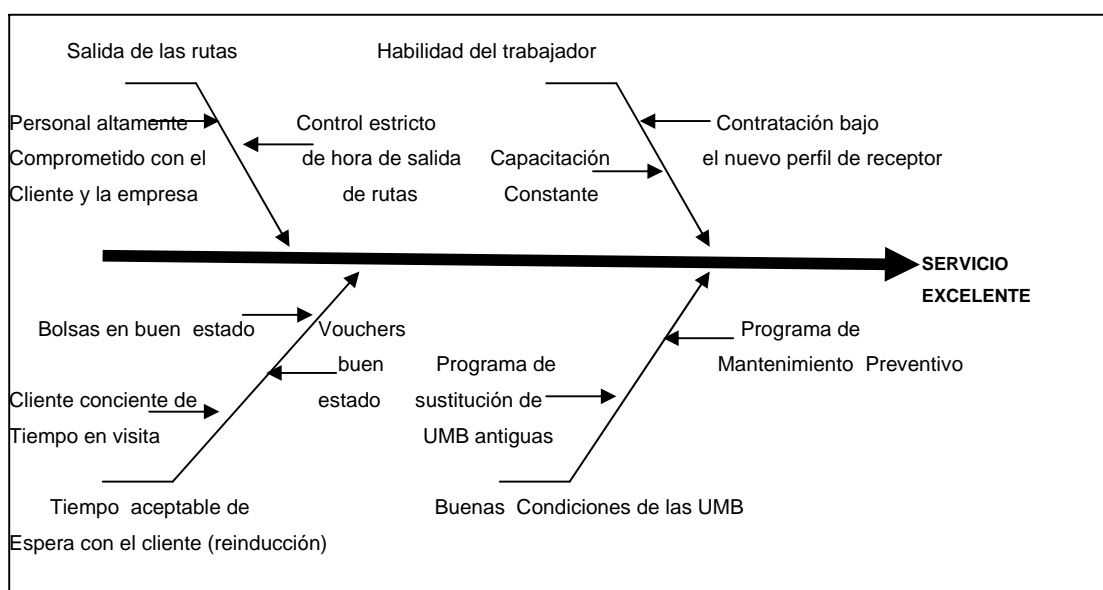 Salida de las rutas
Habilidad del trabajador
Personal altamente
Comprometido con el
Cliente y la empresa
Control estricto
de hora de salida
de rutas
Capacitación
Constante
Contratación bajo
el nuevo perfil de receptor
SERVICIO
EXCELENTE
Bolsas en buen estado
Vouchers
buen
estado
Cliente conciente de
Tiempo en visita
Programa de
sustitución de
UMB antiguas
Programa de
Mantenimiento Preventivo
Tiempo aceptable de
Espera con el cliente (reinducción)
Buenas Condiciones de las UMB